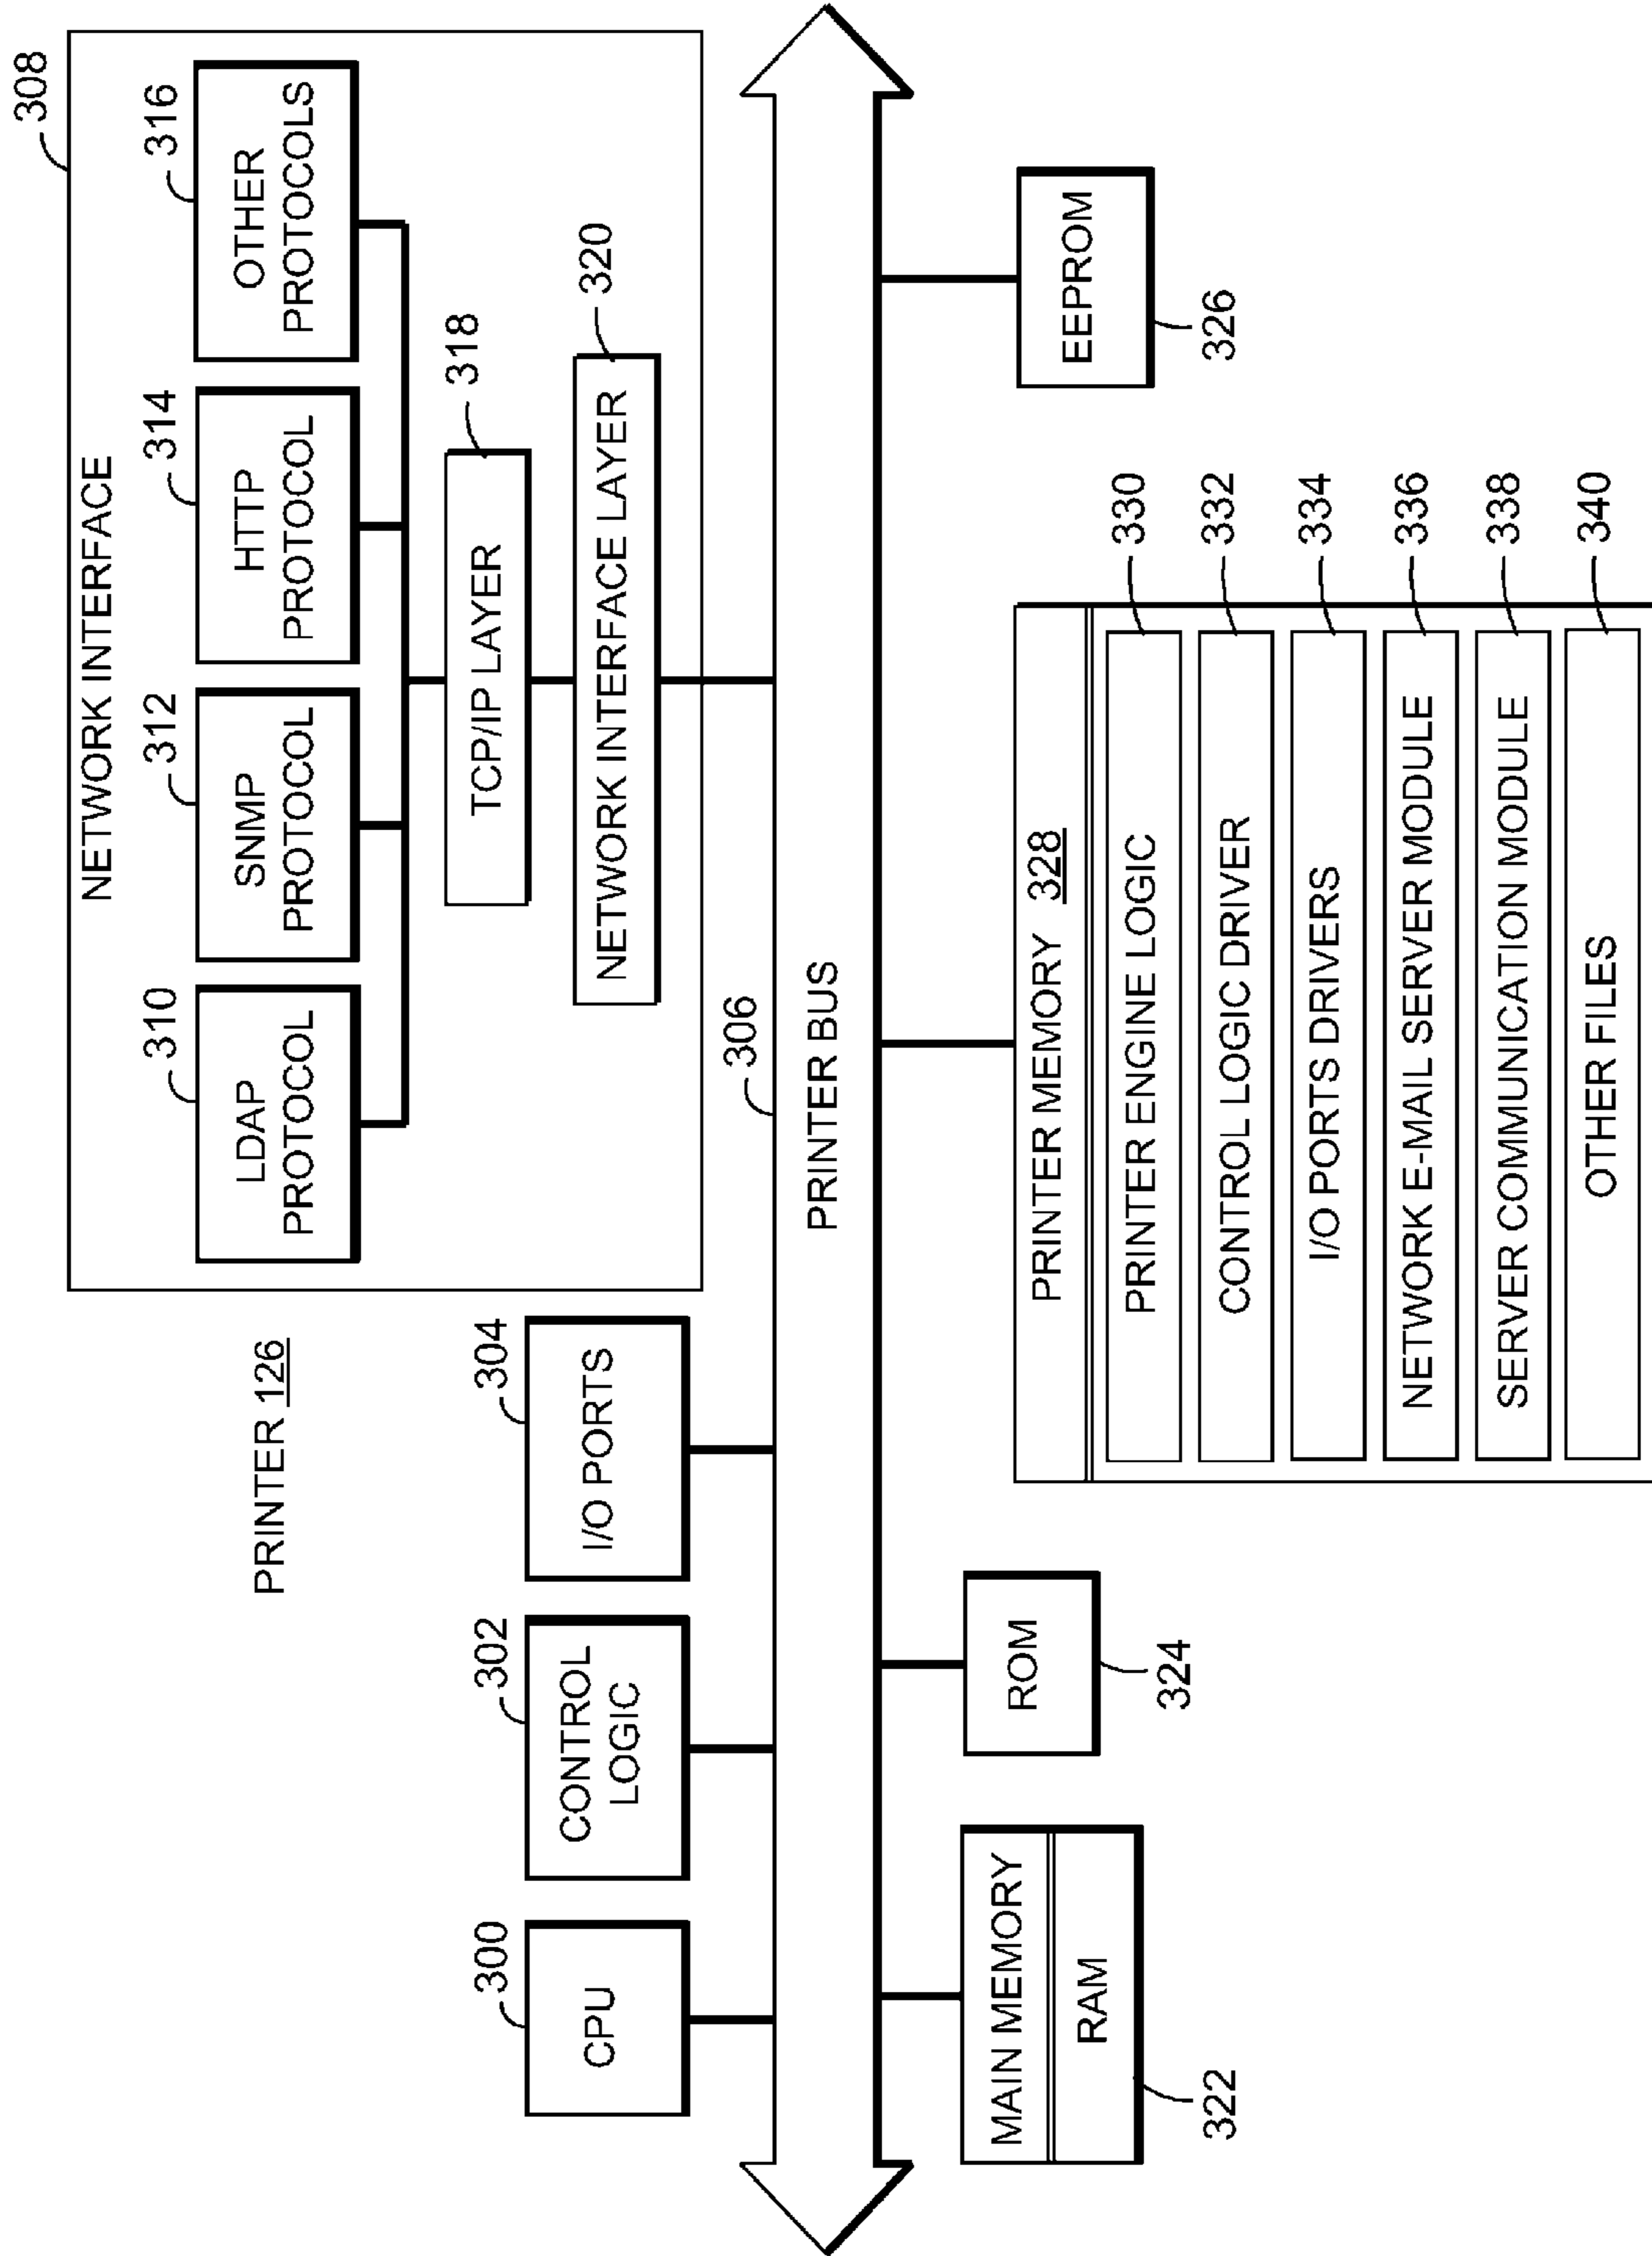 308
NETWORK INTERFACE
310
312
314
316
LDAP
PROTOCOL
SNMP
PROTOCOL
HTTP
PROTOCOL
OTHER
PROTOCOLS
PRINTER 126
318
TCP/IP LAYER
320
NETWORK INTERFACE LAYER
300
302
304
CPU
CONTROL
LOGIC
I/O PORTS
306
PRINTER BUS
MAIN MEMORY
RAM
322
ROM
324
PRINTER MEMORY 328
PRINTER ENGINE LOGIC
330
CONTROL LOGIC DRIVER
332
I/O PORTS DRIVERS
334
NETWORK E-MAIL SERVER MODULE
336
SERVER COMMUNICATION MODULE
338
OTHER FILES
340
EEPROM
326